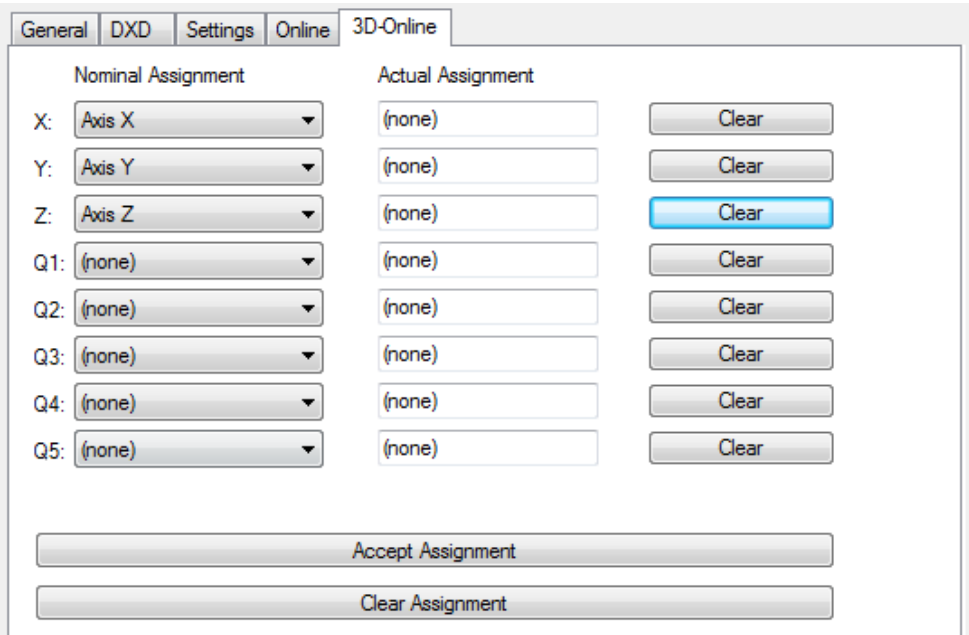 General DXD Settings Online 3D-Online
Nominal Assignment Actual Assignment
X: Axis X (none) Clear
Y: Axis Y (none) Clear
Z: Axis Z (none) Clear
Q1: (none) (none) Clear
Q2: (none) (none) Clear
Q3: (none) (none) Clear
Q4: (none) (none) Clear
Q5: (none) (none) Clear
Accept Assignment
Clear Assignment